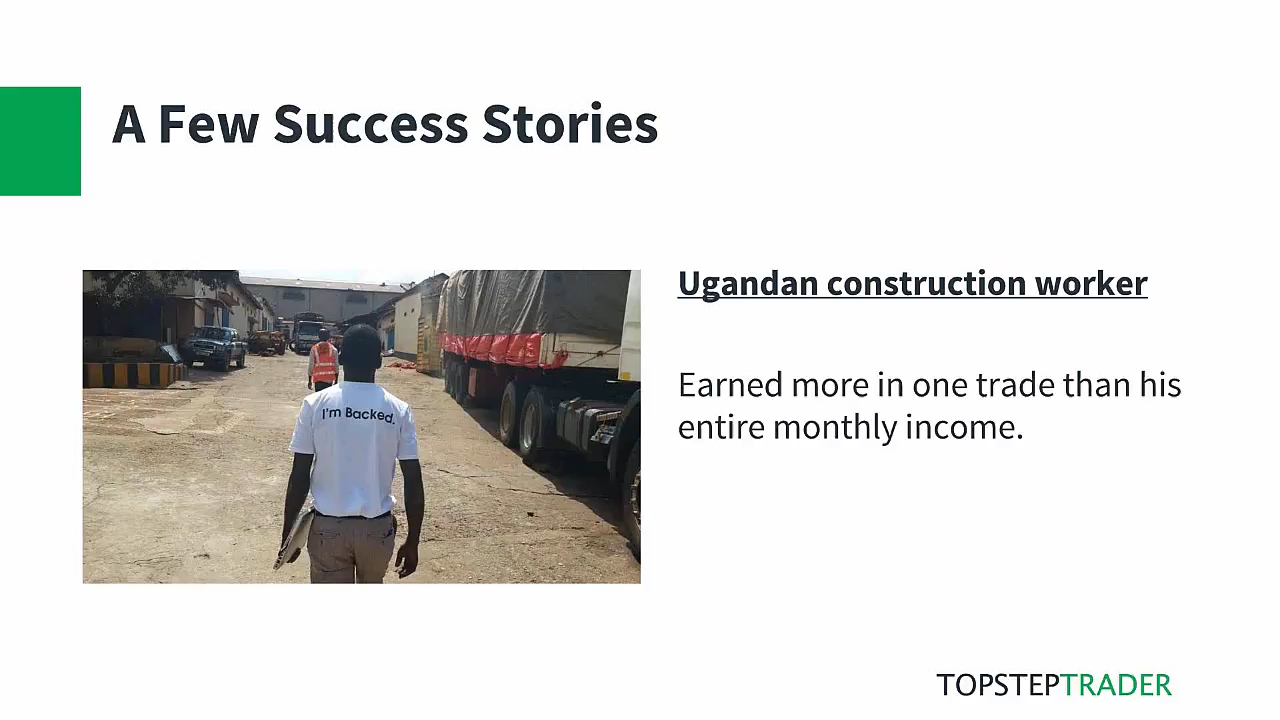 A Few Success Stories
I'm Backed.
Ugandan construction worker
Earned more in one trade than his
entire monthly income.
TOPSTEPTRADER